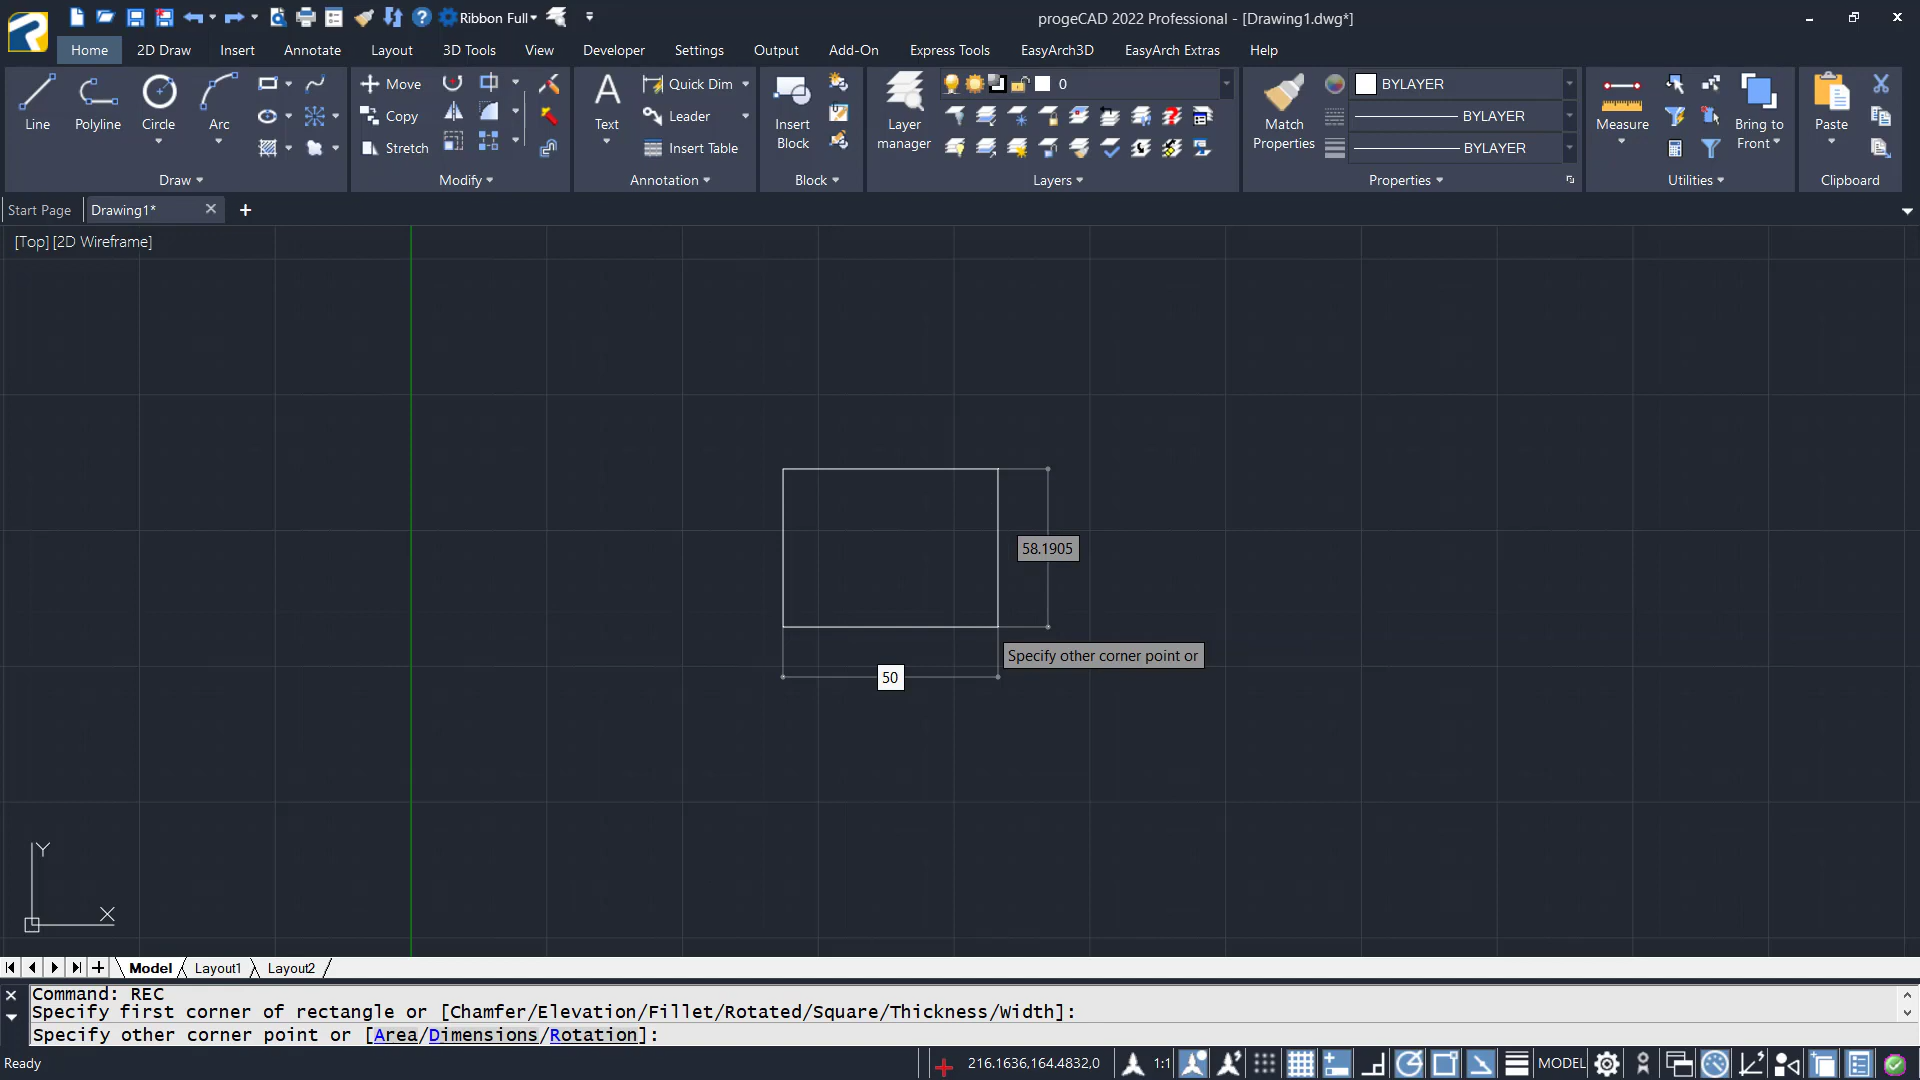 Ribbon Full
progeCAD 2022 Professional - [Drawing1.dwg*]
Home
2D Draw
Insert
Annotate
Layout
3D Tools
View
Developer
Settings
Output
Add-On
Express Tools
EasyArch3D
EasyArch Extras
Help
Line
Polyline
Circle
Arc
Draw
Move
Copy
Stretch
Modify
Text
Quick Dim
Leader
Insert Table
Annotation
Insert
Block
Block
Layer
manager
0
Layers
Match
Properties
BYLAYER
BYLAYER
BYLAYER
Properties
Measure
Bring to
Front
Utilities
Paste
Clipboard
Start Page
Drawing1*
[Top] [2D Wireframe]
58.1905
Specify other corner point or
50
Y
X
Model
Layout1
Layout2
Command: REC
Specify first corner of rectangle or [Chamfer/Elevation/Fillet/Rotated/Square/Thickness/Width]:
Specify other corner point or [Area/Dimensions/Rotation]:
Ready
216.1636,164.4832,0
1:1
MODEL